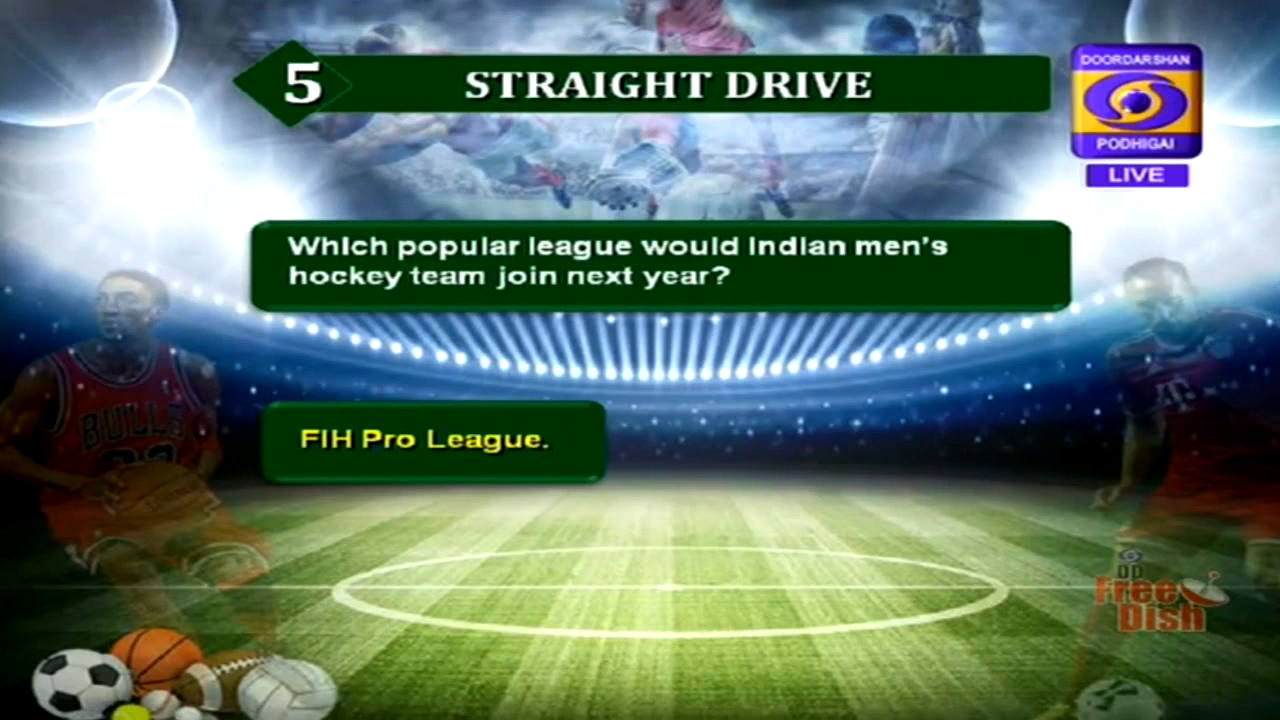 5
STRAIGHT DRIVE
DOORDARSHAN
PODHIGAI
LIVE
Which popular league would Indian men's
hockey team join next year?
BULLS
FIH Pro League.
DD
Free
Dish